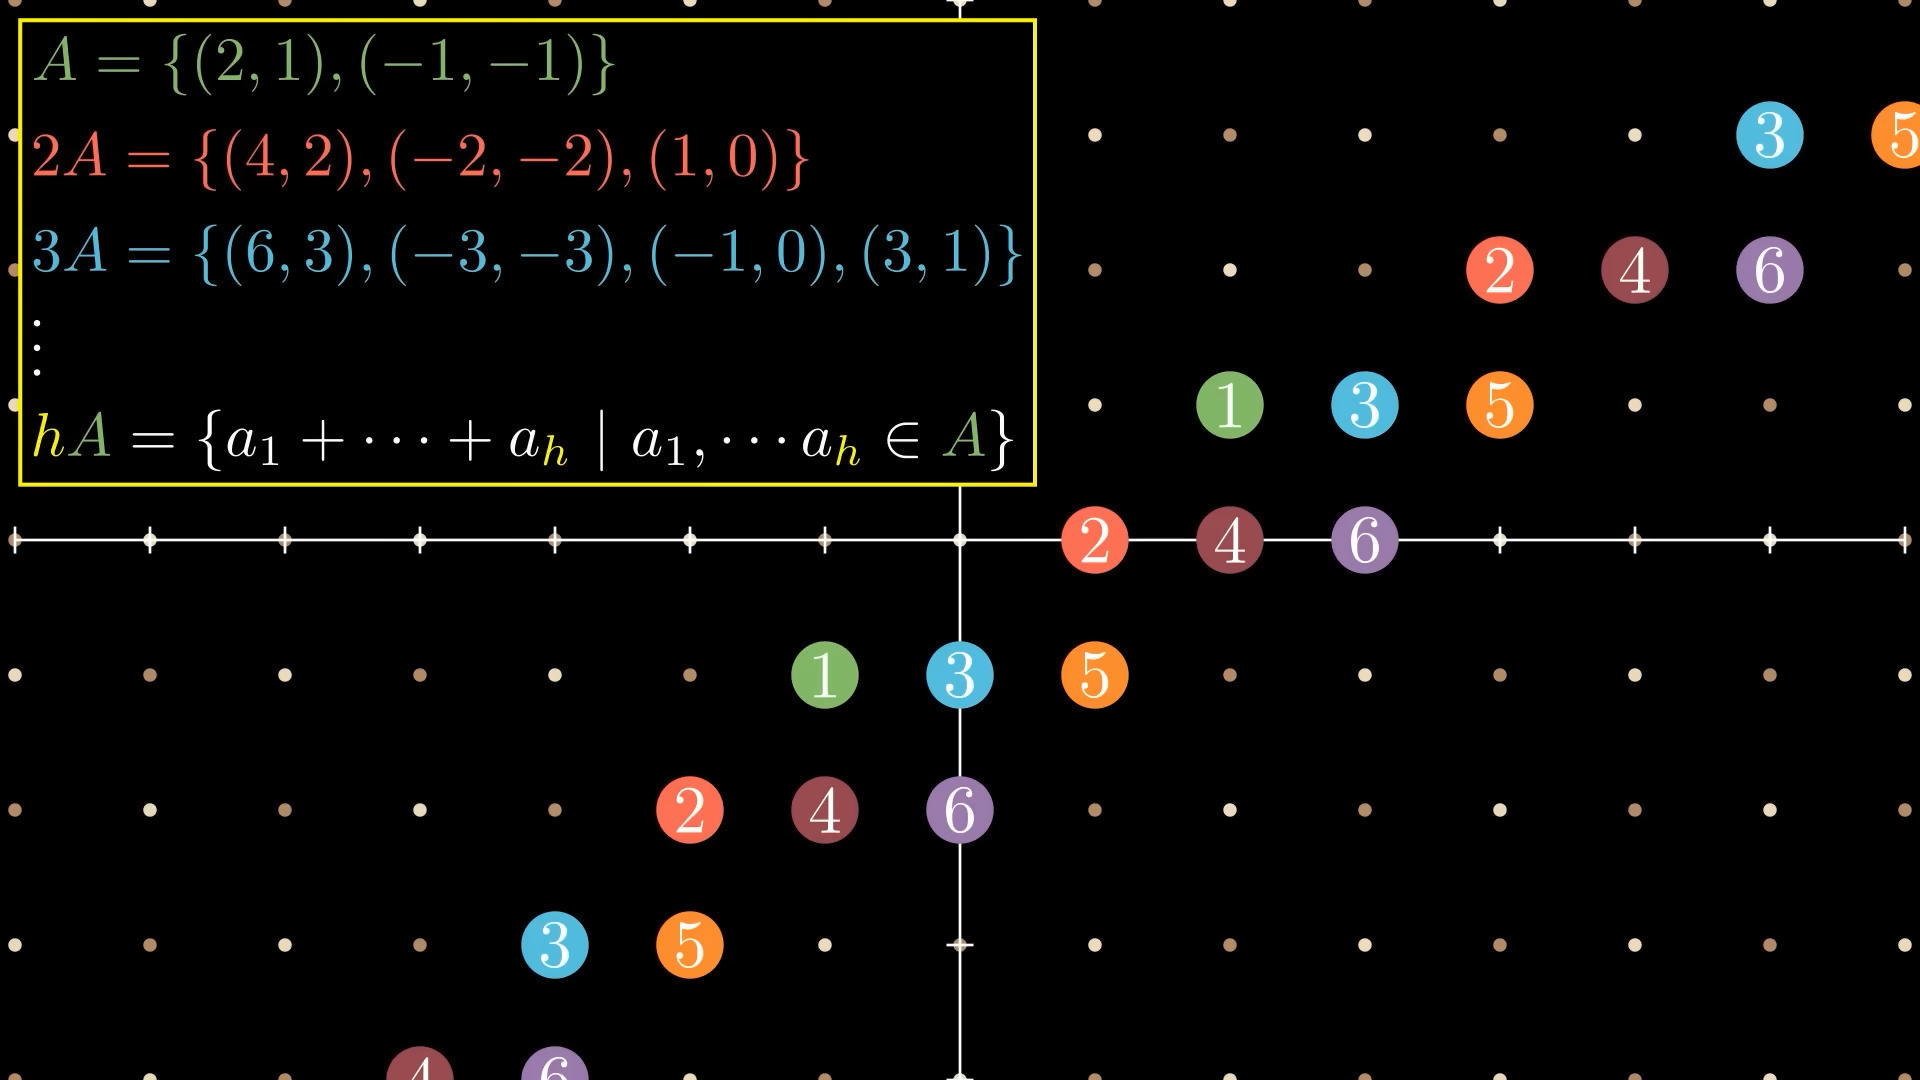 A = {(2, 1), (−1, −1)}
2A = {(4, 2), (−2, −2), (1, 0)}
3A = {(6, 3), (−3, −3), (−1, 0), (3, 1)}
⋮
hA = {a₁ + ⋯ + aₕ | a₁, ⋯ aₕ ∈ A}
3 5
2 4 6
1 3 5
2 4 6
1 3 5
2 4 6
3 5
4 6